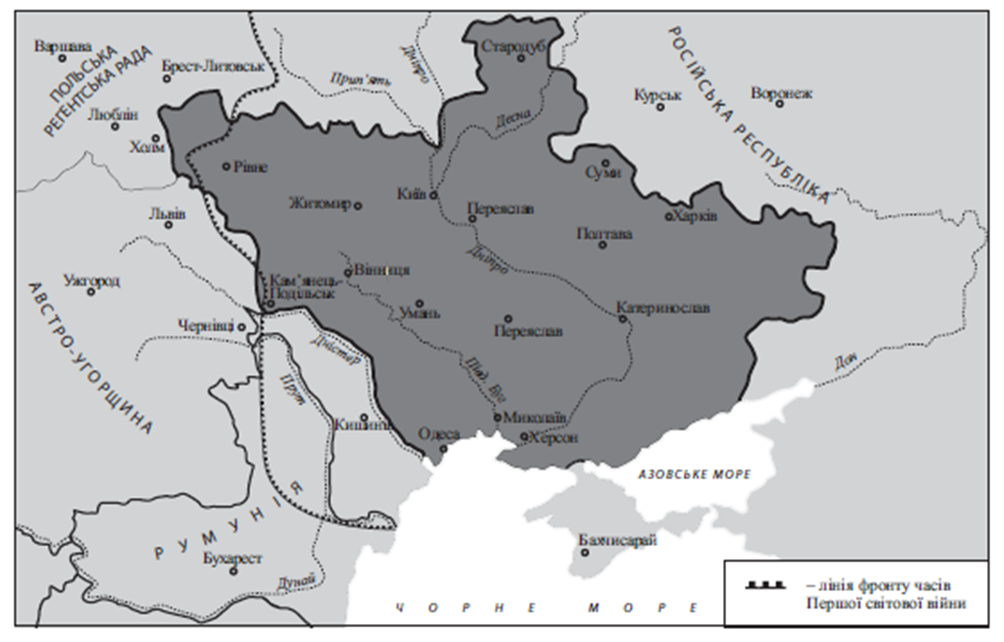 Варшава
ПОЛЬСЬКА
РЕГЕНТСЬКА РАДА
Брест-Литовськ
Люблін
Холм
Прип'ять
Дніпро
Стародуб
Десна
РОСІЙСЬКА РЕСПУБЛІКА
Курськ
Воронеж
Рівне
Суми
Київ
Житомир
Переяслав
Харків
Львів
Полтава
Дніпро
Вінниця
Ужгород
Кам'янець-
Подільськ
Умань
Катеринослав
АВСТРО-УГОРЩИНА
Чернівці
Переяслав
Дністер
Дон
Прут
Півд. Буг
Кишинів
Миколаїв
Одеса
Херсон
АЗОВСЬКЕ МОРЕ
РУМУНІЯ
Бахчисарай
Бухарест
Дунай
ЧОРНЕ МОРЕ
– лінія фронту часів
Першої світової війни